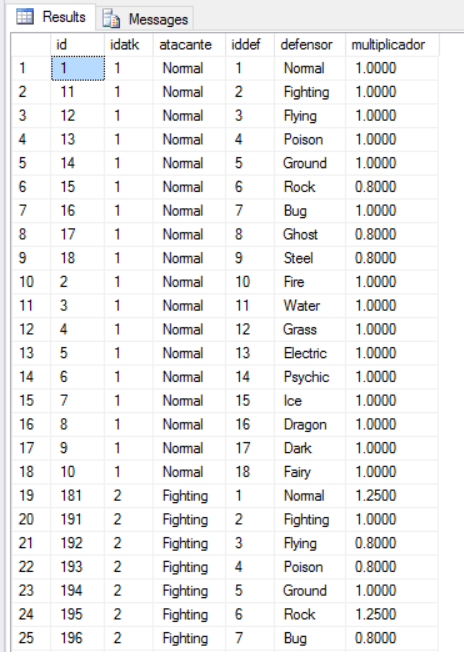 Results Messages
id idatk atacante iddef defensor multiplicador
1 1 1 Normal 1 Normal 1.0000
2 11 1 Normal 2 Fighting 1.0000
3 12 1 Normal 3 Flying 1.0000
4 13 1 Normal 4 Poison 1.0000
5 14 1 Normal 5 Ground 1.0000
6 15 1 Normal 6 Rock 0.8000
7 16 1 Normal 7 Bug 1.0000
8 17 1 Normal 8 Ghost 0.8000
9 18 1 Normal 9 Steel 0.8000
10 2 1 Normal 10 Fire 1.0000
11 3 1 Normal 11 Water 1.0000
12 4 1 Normal 12 Grass 1.0000
13 5 1 Normal 13 Electric 1.0000
14 6 1 Normal 14 Psychic 1.0000
15 7 1 Normal 15 Ice 1.0000
16 8 1 Normal 16 Dragon 1.0000
17 9 1 Normal 17 Dark 1.0000
18 10 1 Normal 18 Fairy 1.0000
19 181 2 Fighting 1 Normal 1.2500
20 191 2 Fighting 2 Fighting 1.0000
21 192 2 Fighting 3 Flying 0.8000
22 193 2 Fighting 4 Poison 0.8000
23 194 2 Fighting 5 Ground 1.0000
24 195 2 Fighting 6 Rock 1.2500
25 196 2 Fighting 7 Bug 0.8000